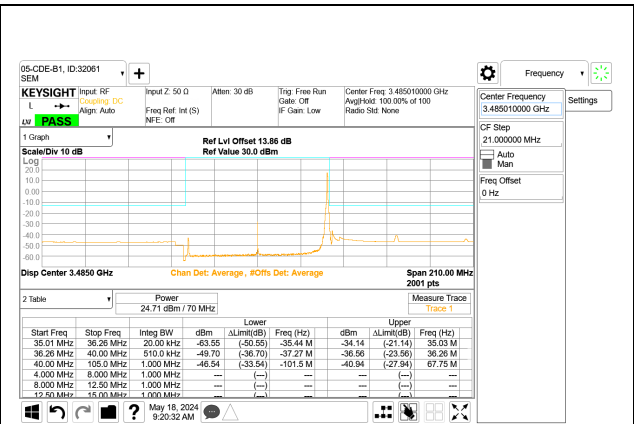 05-CDE-B1, ID:32061
SEM
Frequency
KEYSIGHT Input: RF Input Z: 50 Ω Atten: 30 dB Trig: Free Run Center Freq: 3.485010000 GHz
L Coupling: DC Gate: Off Avg|Hold: 100.00% of 100
Align: Auto Freq Ref: Int (S) IF Gain: Low Radio Std: None
PASS NFE: Off
Center Frequency
3.485010000 GHz
Settings
CF Step
21.000000 MHz
Auto
Man
Freq Offset
0 Hz
1 Graph
Ref Lvl Offset 13.86 dB
Scale/Div 10 dB Ref Value 30.0 dBm
Log
20.0
10.0
0.00
-10.0
-20.0
-30.0
-40.0
-50.0
-60.0
Disp Center 3.4850 GHz Chan Det: Average, #Offs Det: Average Span 210.00 MHz
2001 pts
2 Table Power Measure Trace
24.71 dBm / 70 MHz Trace 1
Lower Upper
Start Freq Stop Freq Integ BW dBm ΔLimit(dB) Freq (Hz) dBm ΔLimit(dB) Freq (Hz)
35.01 MHz 36.26 MHz 20.00 kHz -63.55 (-50.55) -35.44 M -34.14 (-21.14) 35.03 M
36.26 MHz 40.00 MHz 510.0 kHz -49.70 (-36.70) -37.27 M -36.56 (-23.56) 36.26 M
40.00 MHz 105.0 MHz 1.000 MHz -46.54 (-33.54) -101.5 M -40.94 (-27.94) 67.75 M
4.000 MHz 8.000 MHz 1.000 MHz --- (---) --- --- (---) ---
8.000 MHz 12.50 MHz 1.000 MHz --- (---) --- --- (---) ---
12.50 MHz 15.00 MHz 1.000 MHz --- (---) --- --- (---) ---
May 18, 2024
9:20:32 AM